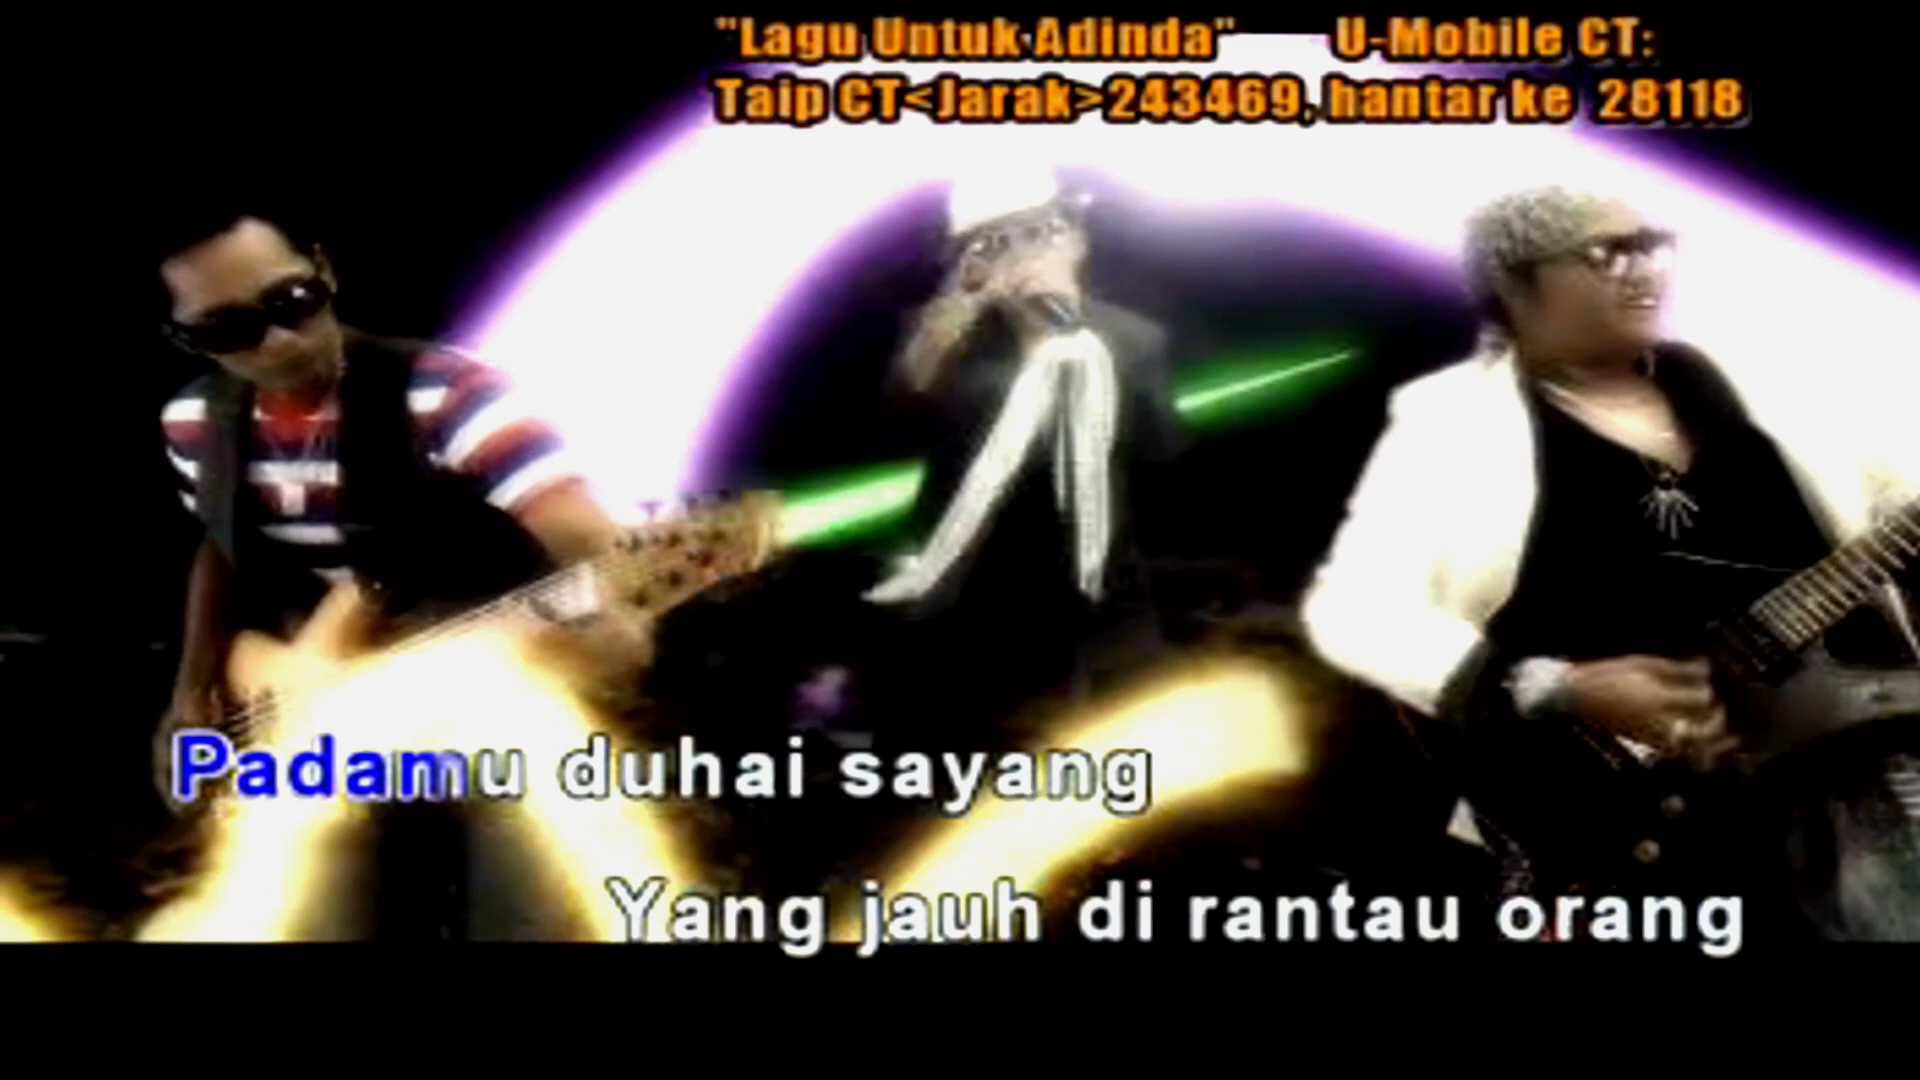 "Lagu Untuk Adinda" U-Mobile CT:
Taip CT<Jarak>243469, hantar ke 28118
Padamu duhai sayang
Yang jauh di rantau orang